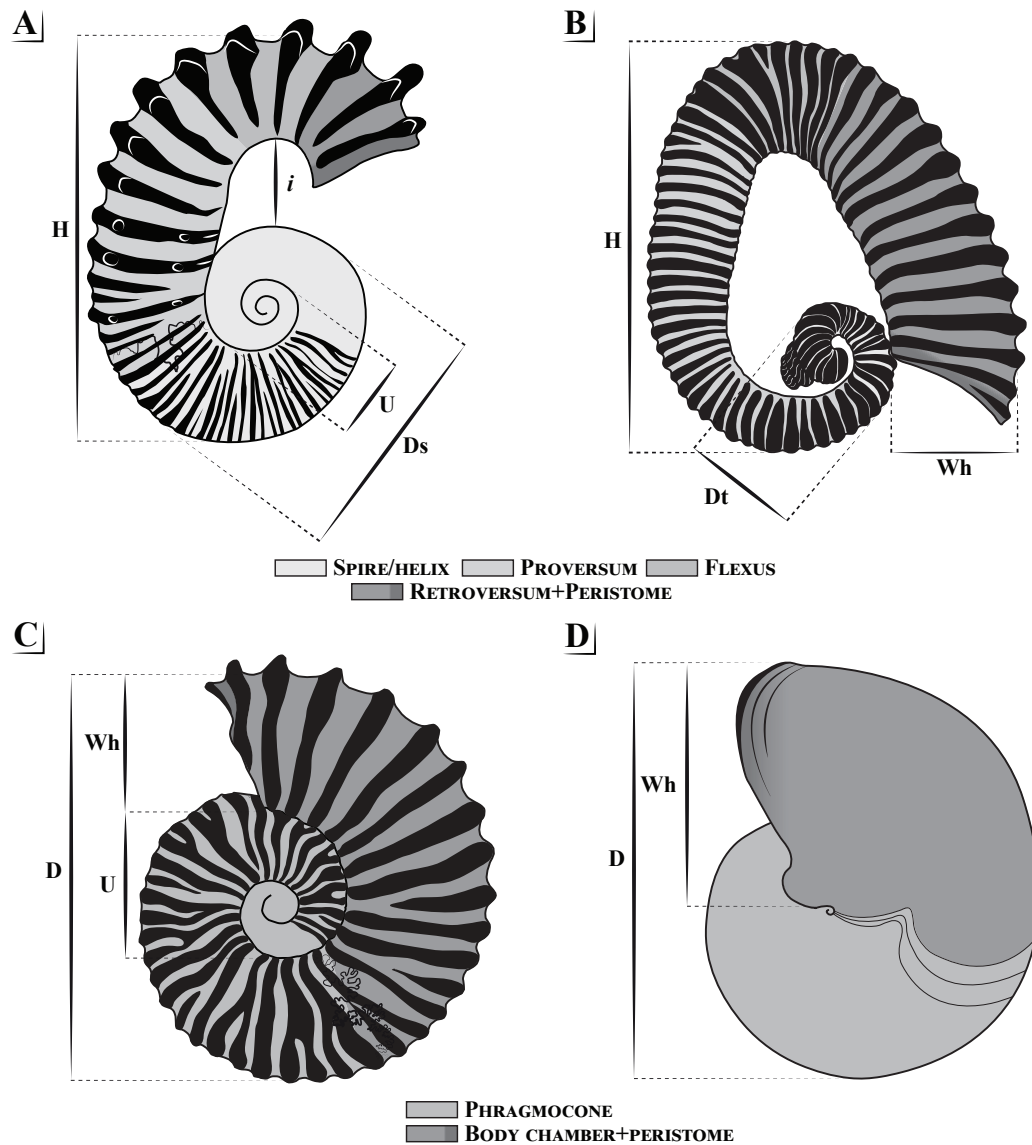 A
B
H
i
U
Ds
H
Dt
Wh
Spire/helix Proversum Flexus
Retroversum+Peristome
C
D
Wh
D
U
Wh
D
Phragmocone
Body chamber+peristome